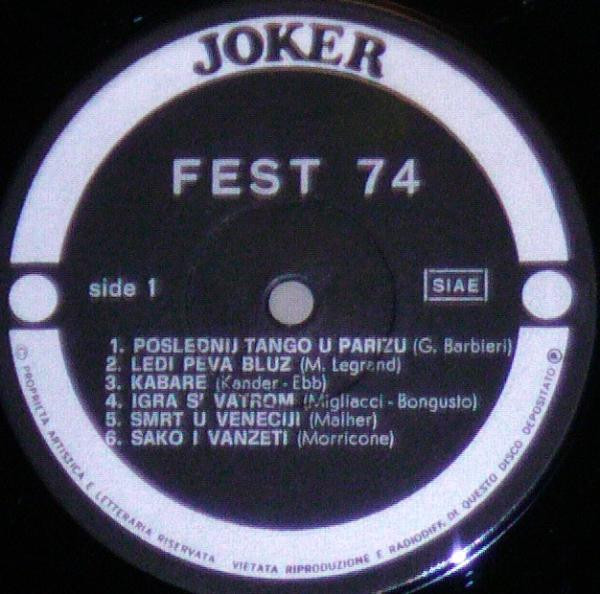 JOKER
FEST 74
side 1
SIAE
1. POSLEDNIJ TANGO U PARIZU (G. Barbieri)
2. LEDI PEVA BLUZ (M. Legrand)
3. KABARE (Kander - Ebb)
4. IGRA S' VATROM (Migliacci - Bongusto)
5. SMRT U VENECIJI (Malher)
6. SAKO I VANZETI (Morricone)
© PROPRIETA ARTISTICA E LETTERARIA RISERVATA VIETATA RIPRODUZIONE E RADIODIFF. DI QUESTO DISCO DEPOSITATO ℗